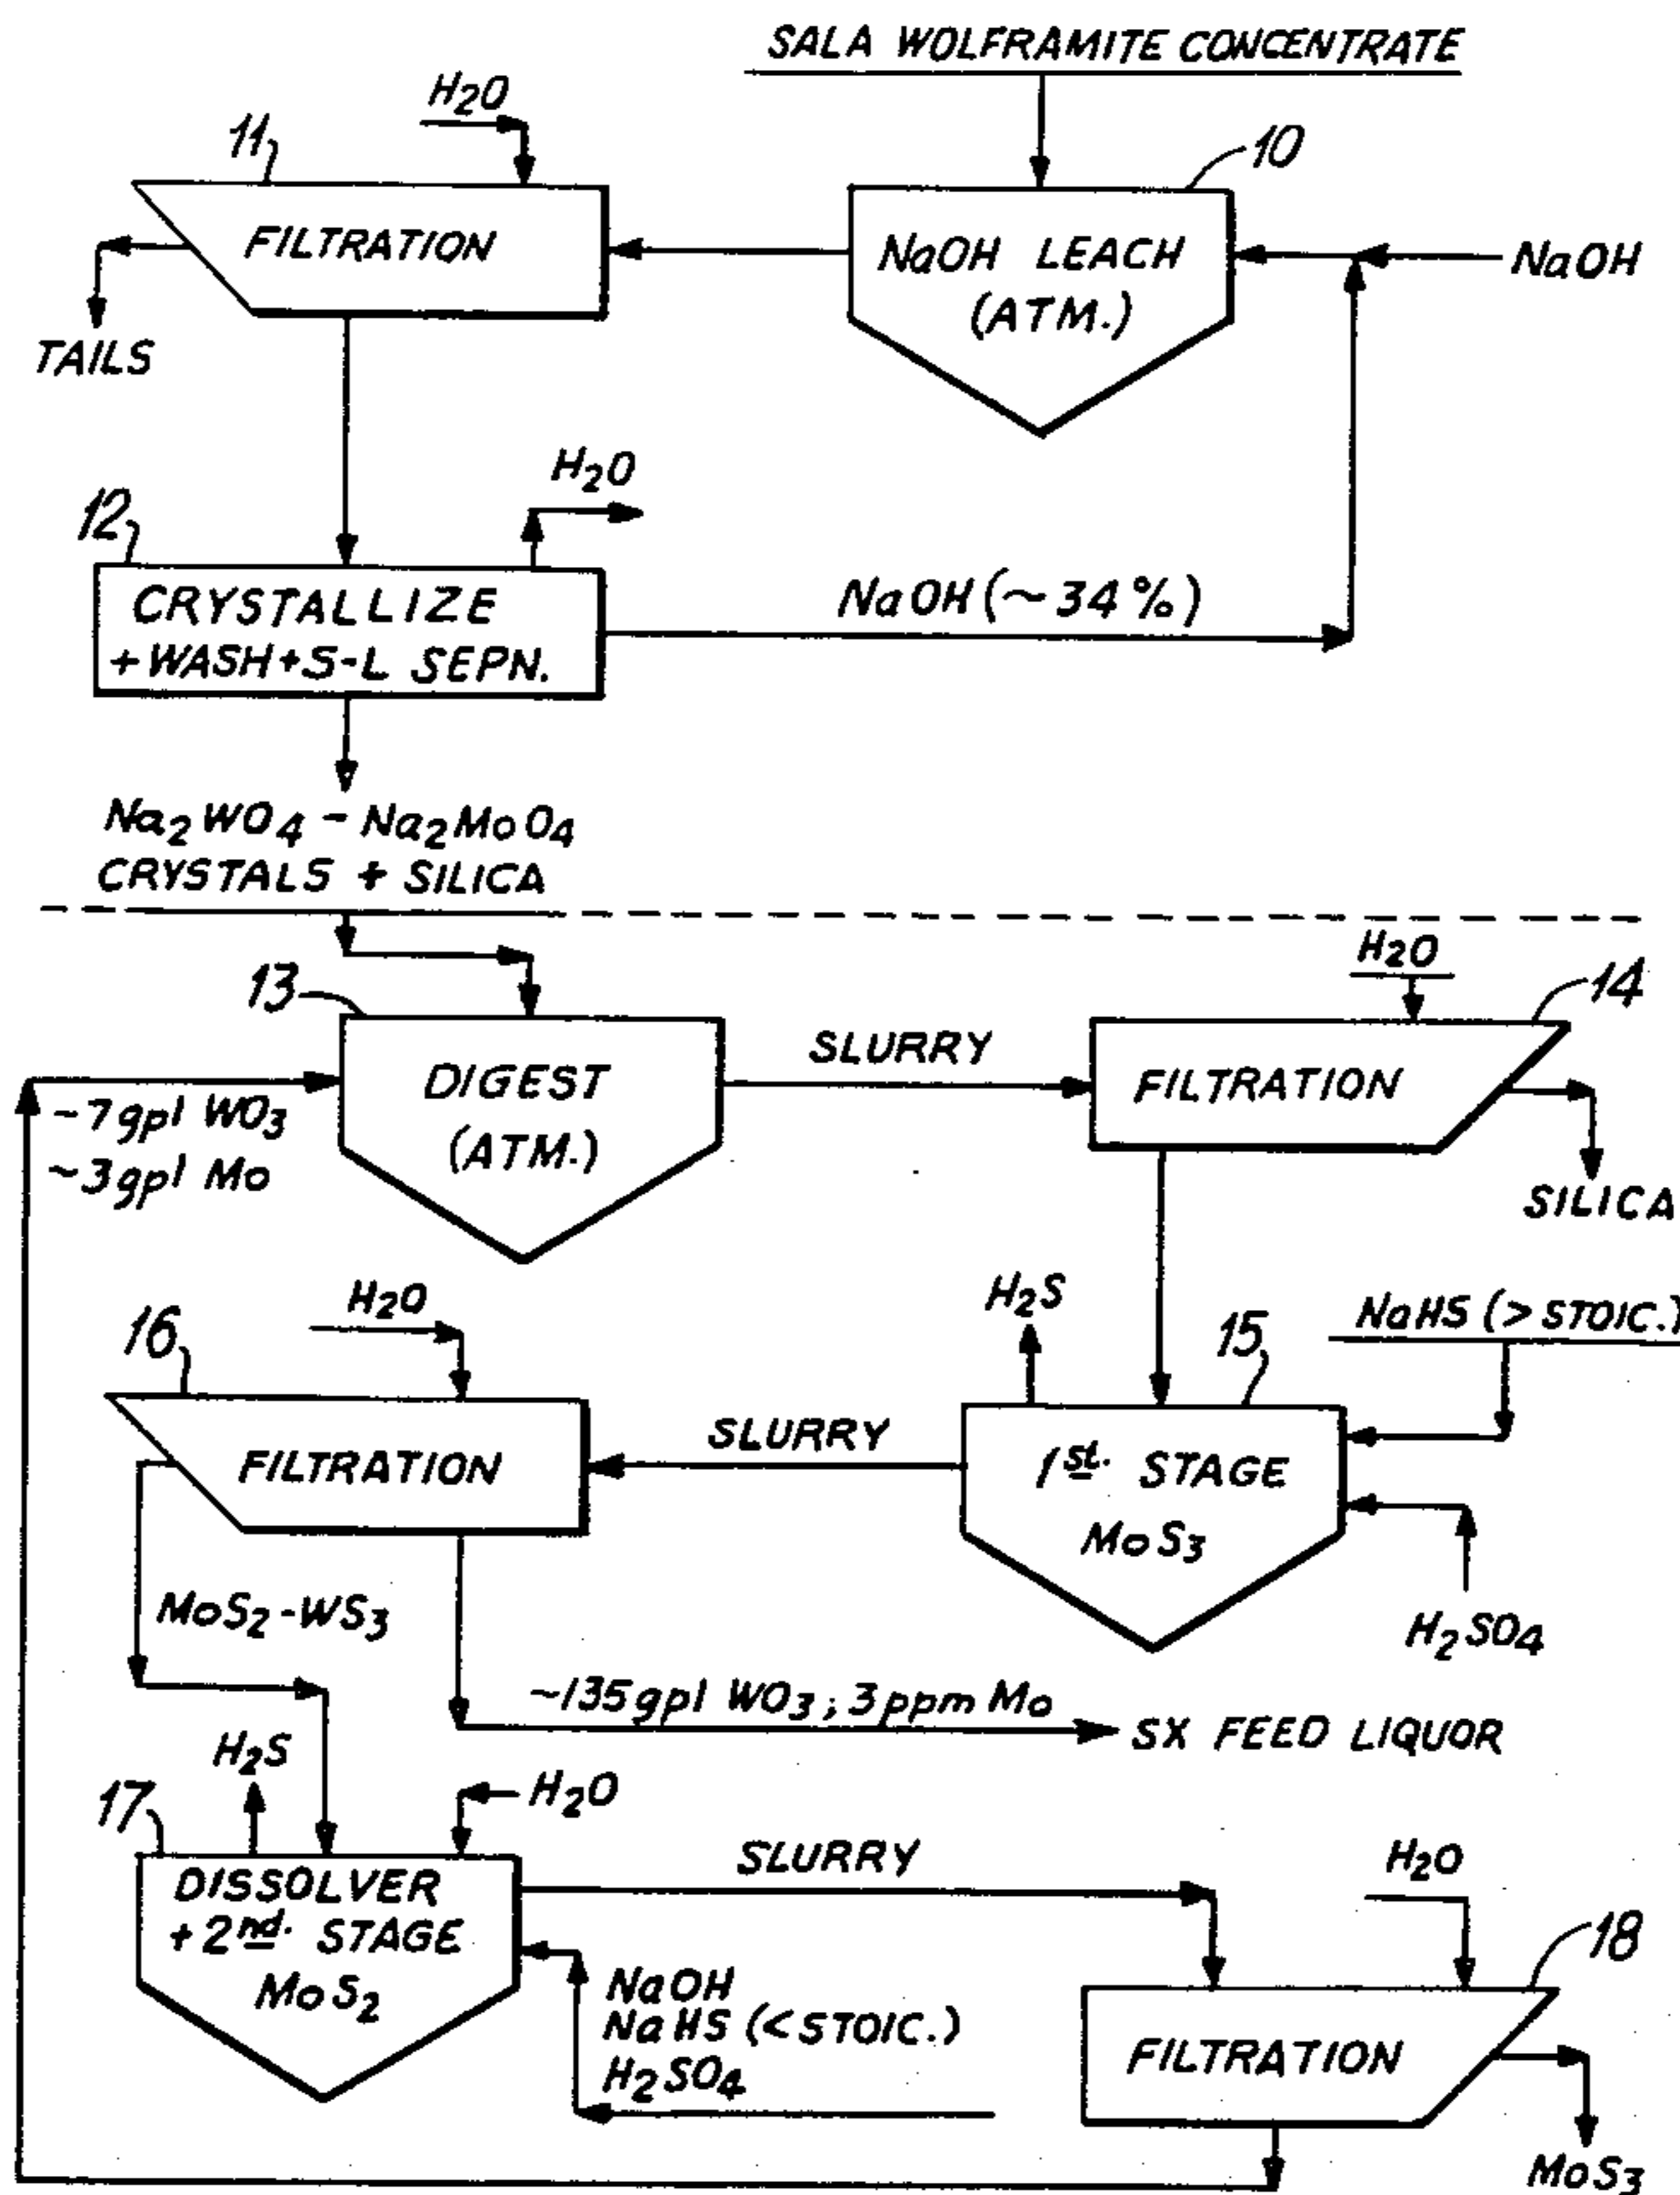 SALA WOLFRAMITE CONCENTRATE
H2O
11
10
FILTRATION
NaOH LEACH
(ATM.)
NaOH
TAILS
H2O
12
CRYSTALLIZE
+ WASH + S-L SEPN.
NaOH (~34%)
Na2WO4 - Na2MoO4
CRYSTALS + SILICA
13
H2O
14
DIGEST
(ATM.)
SLURRY
FILTRATION
~7gpl WO3
~3gpl Mo
SILICA
H2O
16
H2S
15
NaHS (> STOIC.)
FILTRATION
SLURRY
1st. STAGE
MoS3
H2SO4
MoS2-WS3
~135gpl WO3; 3ppm Mo
SX FEED LIQUOR
H2S
17
H2O
DISSOLVER
+ 2nd. STAGE
MoS2
SLURRY
H2O
18
NaOH
NaHS (< STOIC.)
H2SO4
FILTRATION
MoS3